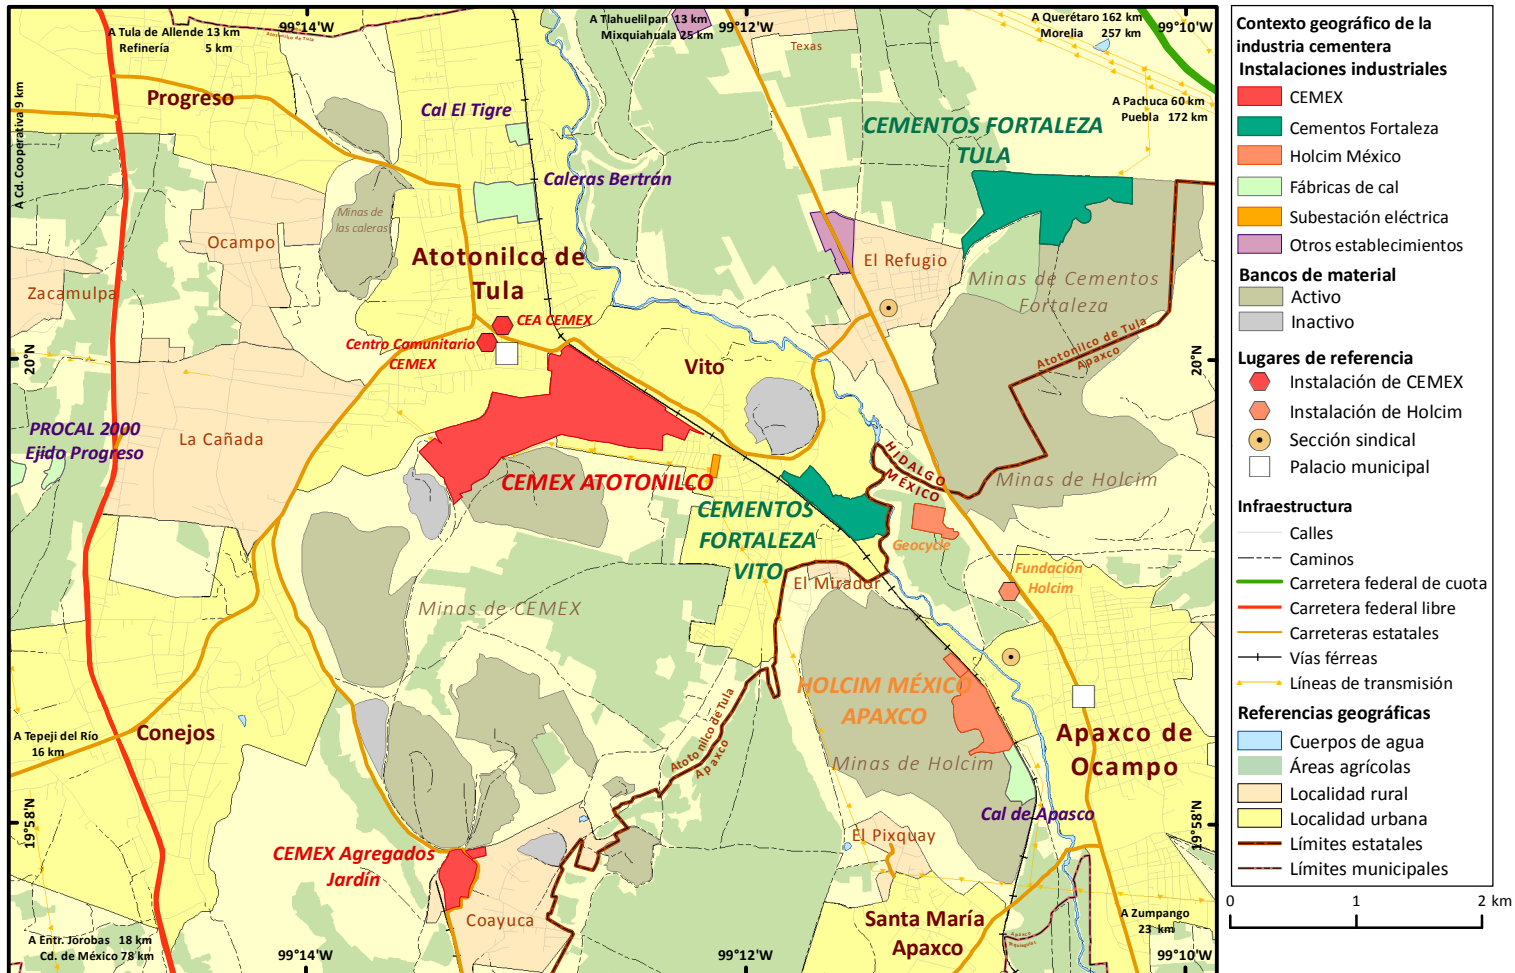 99°14'W
99°12'W
99°10'W
A Tula de Allende 13 km
Refinería 5 km
A Tlahuelilpan 13 km
Mixquiahuala 25 km
A Querétaro 162 km
Morelia 257 km
Texas
A Cd. Cooperativa 9 km
Progreso
Cal El Tigre
A Pachuca 60 km
Puebla 172 km
CEMENTOS FORTALEZA
TULA
Caleras Bertrán
Minas de
las caleras
Ocampo
Atotonilco de
Tula
El Refugio
Minas de Cementos
Fortaleza
Zacamulpa
CEA CEMEX
Centro Camunitario
CEMEX
Atotonilco de Tula
Apaxco
20°N
20°N
Vito
PROCAL 2000
Ejido Progreso
La Cañada
CEMEX ATOTONILCO
HIDALGO
MÉXICO
Minas de Holcim
CEMENTOS
FORTALEZA
VITO
Geocycle
El Mirador
Fundación
Holcim
Minas de CEMEX
HOLCIM MÉXICO
APAXCO
Atotonilco de Tula
Apaxco
Conejos
A Tepeji del Río
16 km
Apaxco de
Ocampo
Minas de Holcim
Cal de Apasco
19°58'N
19°58'N
El Pixquay
CEMEX Agregados
Jardín
Coayuca
Santa María
Apaxco
A Zumpango
23 km
A Entr. Jorobas 18 km
Cd. de México 78 km
99°14'W
99°12'W
99°10'W
Contexto geográfico de la
industria cementera
Instalaciones industriales
CEMEX
Cementos Fortaleza
Holcim México
Fábricas de cal
Subestación eléctrica
Otros establecimientos
Bancos de material
Activo
Inactivo
Lugares de referencia
Instalación de CEMEX
Instalación de Holcim
Sección sindical
Palacio municipal
Infraestructura
Calles
Caminos
Carretera federal de cuota
Carretera federal libre
Carreteras estatales
Vías férreas
Líneas de transmisión
Referencias geográficas
Cuerpos de agua
Áreas agrícolas
Localidad rural
Localidad urbana
Límites estatales
Límites municipales
0 1 2 km